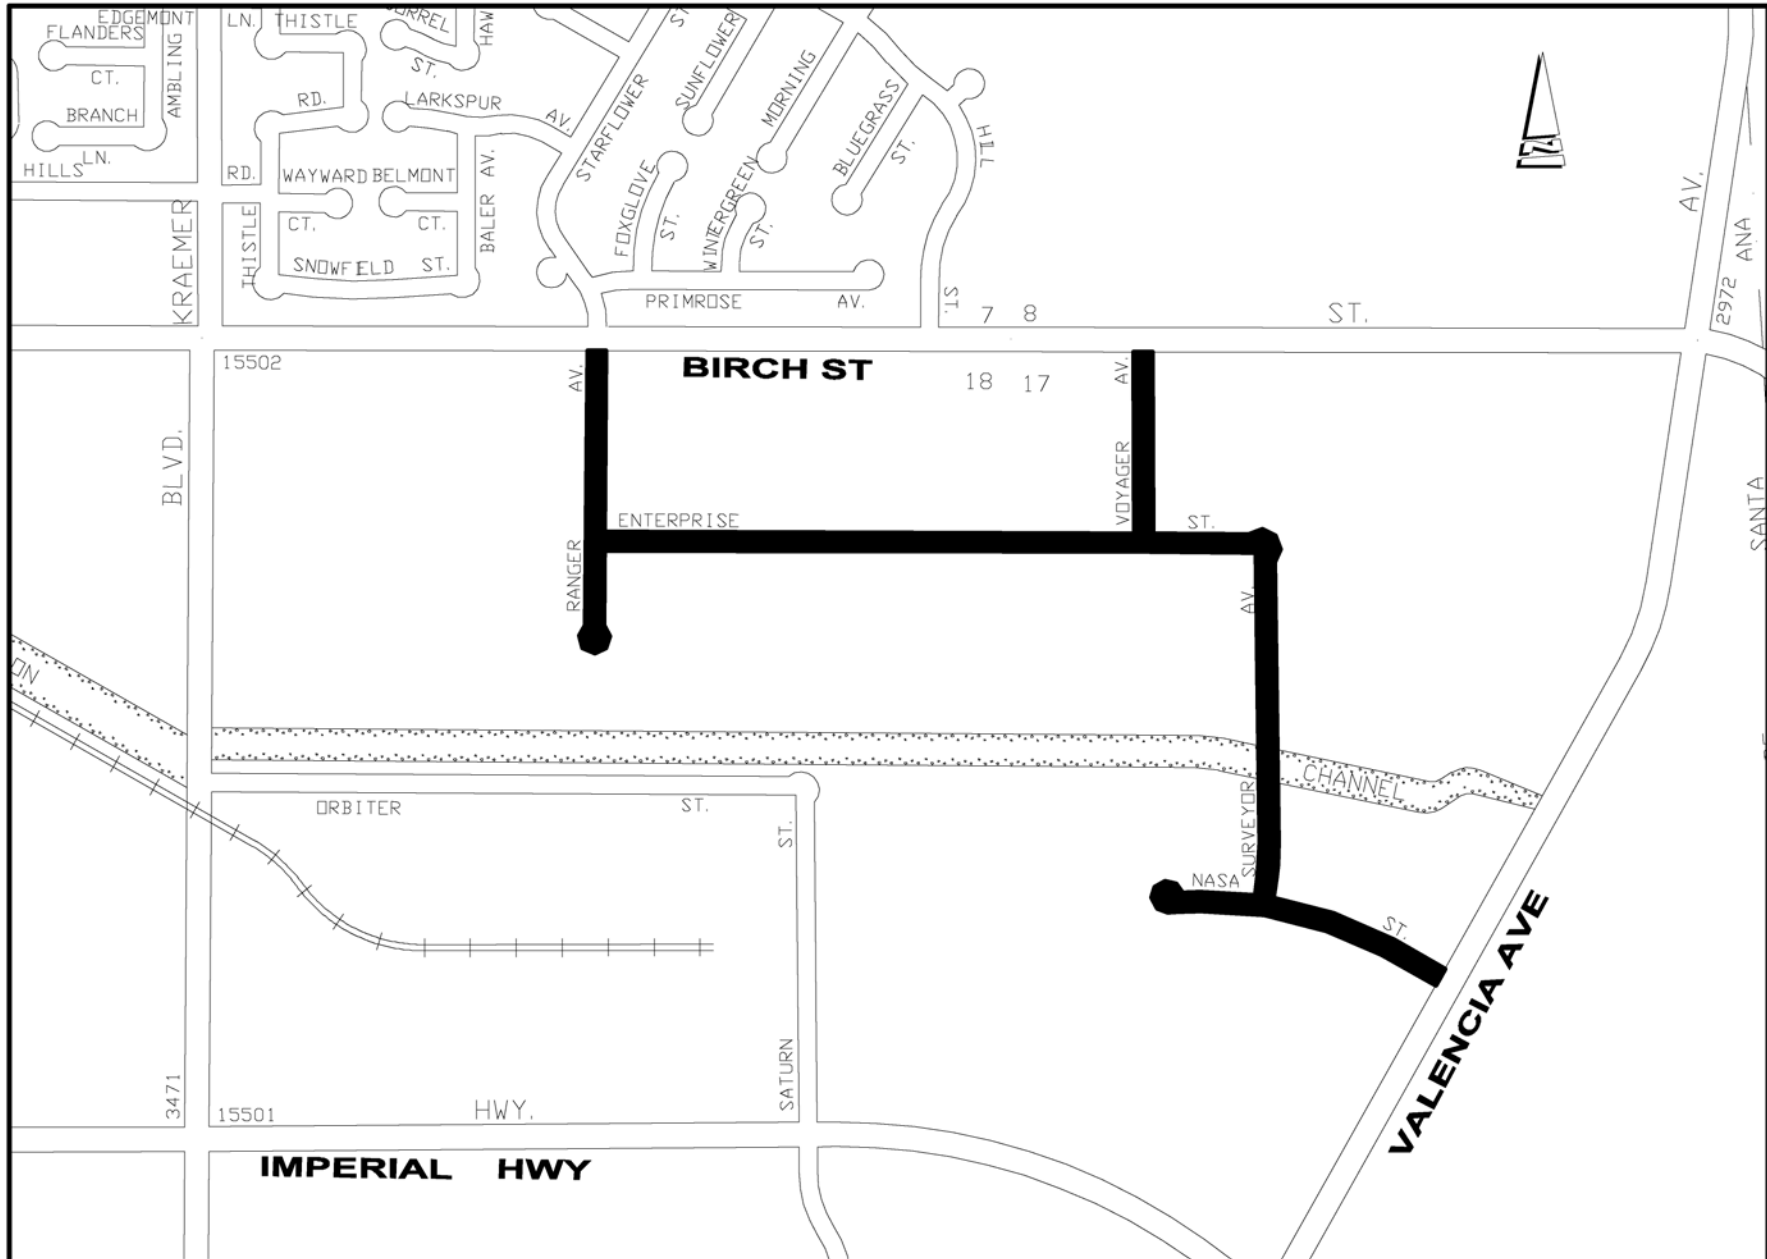 EDGEMONT
FLANDERS
CT.
AMBLING
BRANCH
LN.
HILLS
LN.
THISTLE
ST.
RD.
LARKSPUR
AV.
RD.
WAYWARD
CT.
BELMONT
CT.
BALER AV.
THISTLE
SNOWFIELD ST.
KRAEMER
STARFLOWER
ST
SUNFLOWER
MORNING
BLUEGRASS
ST.
FOXGLOVE
ST.
WINTERGREEN
ST.
PRIMROSE AV.
HILL
ST.
7 8
ST.
AV.
2972
SANTA
ANA
15502
AV.
BIRCH ST
18 17
AV.
BLVD.
VOYAGER
ENTERPRISE
ST.
RANGER
AV.
ON
CHANNEL
ORBITER
ST.
ST.
SURVEYOR
NASA
ST.
VALENCIA AVE
SATURN
3471
15501
HWY.
IMPERIAL HWY